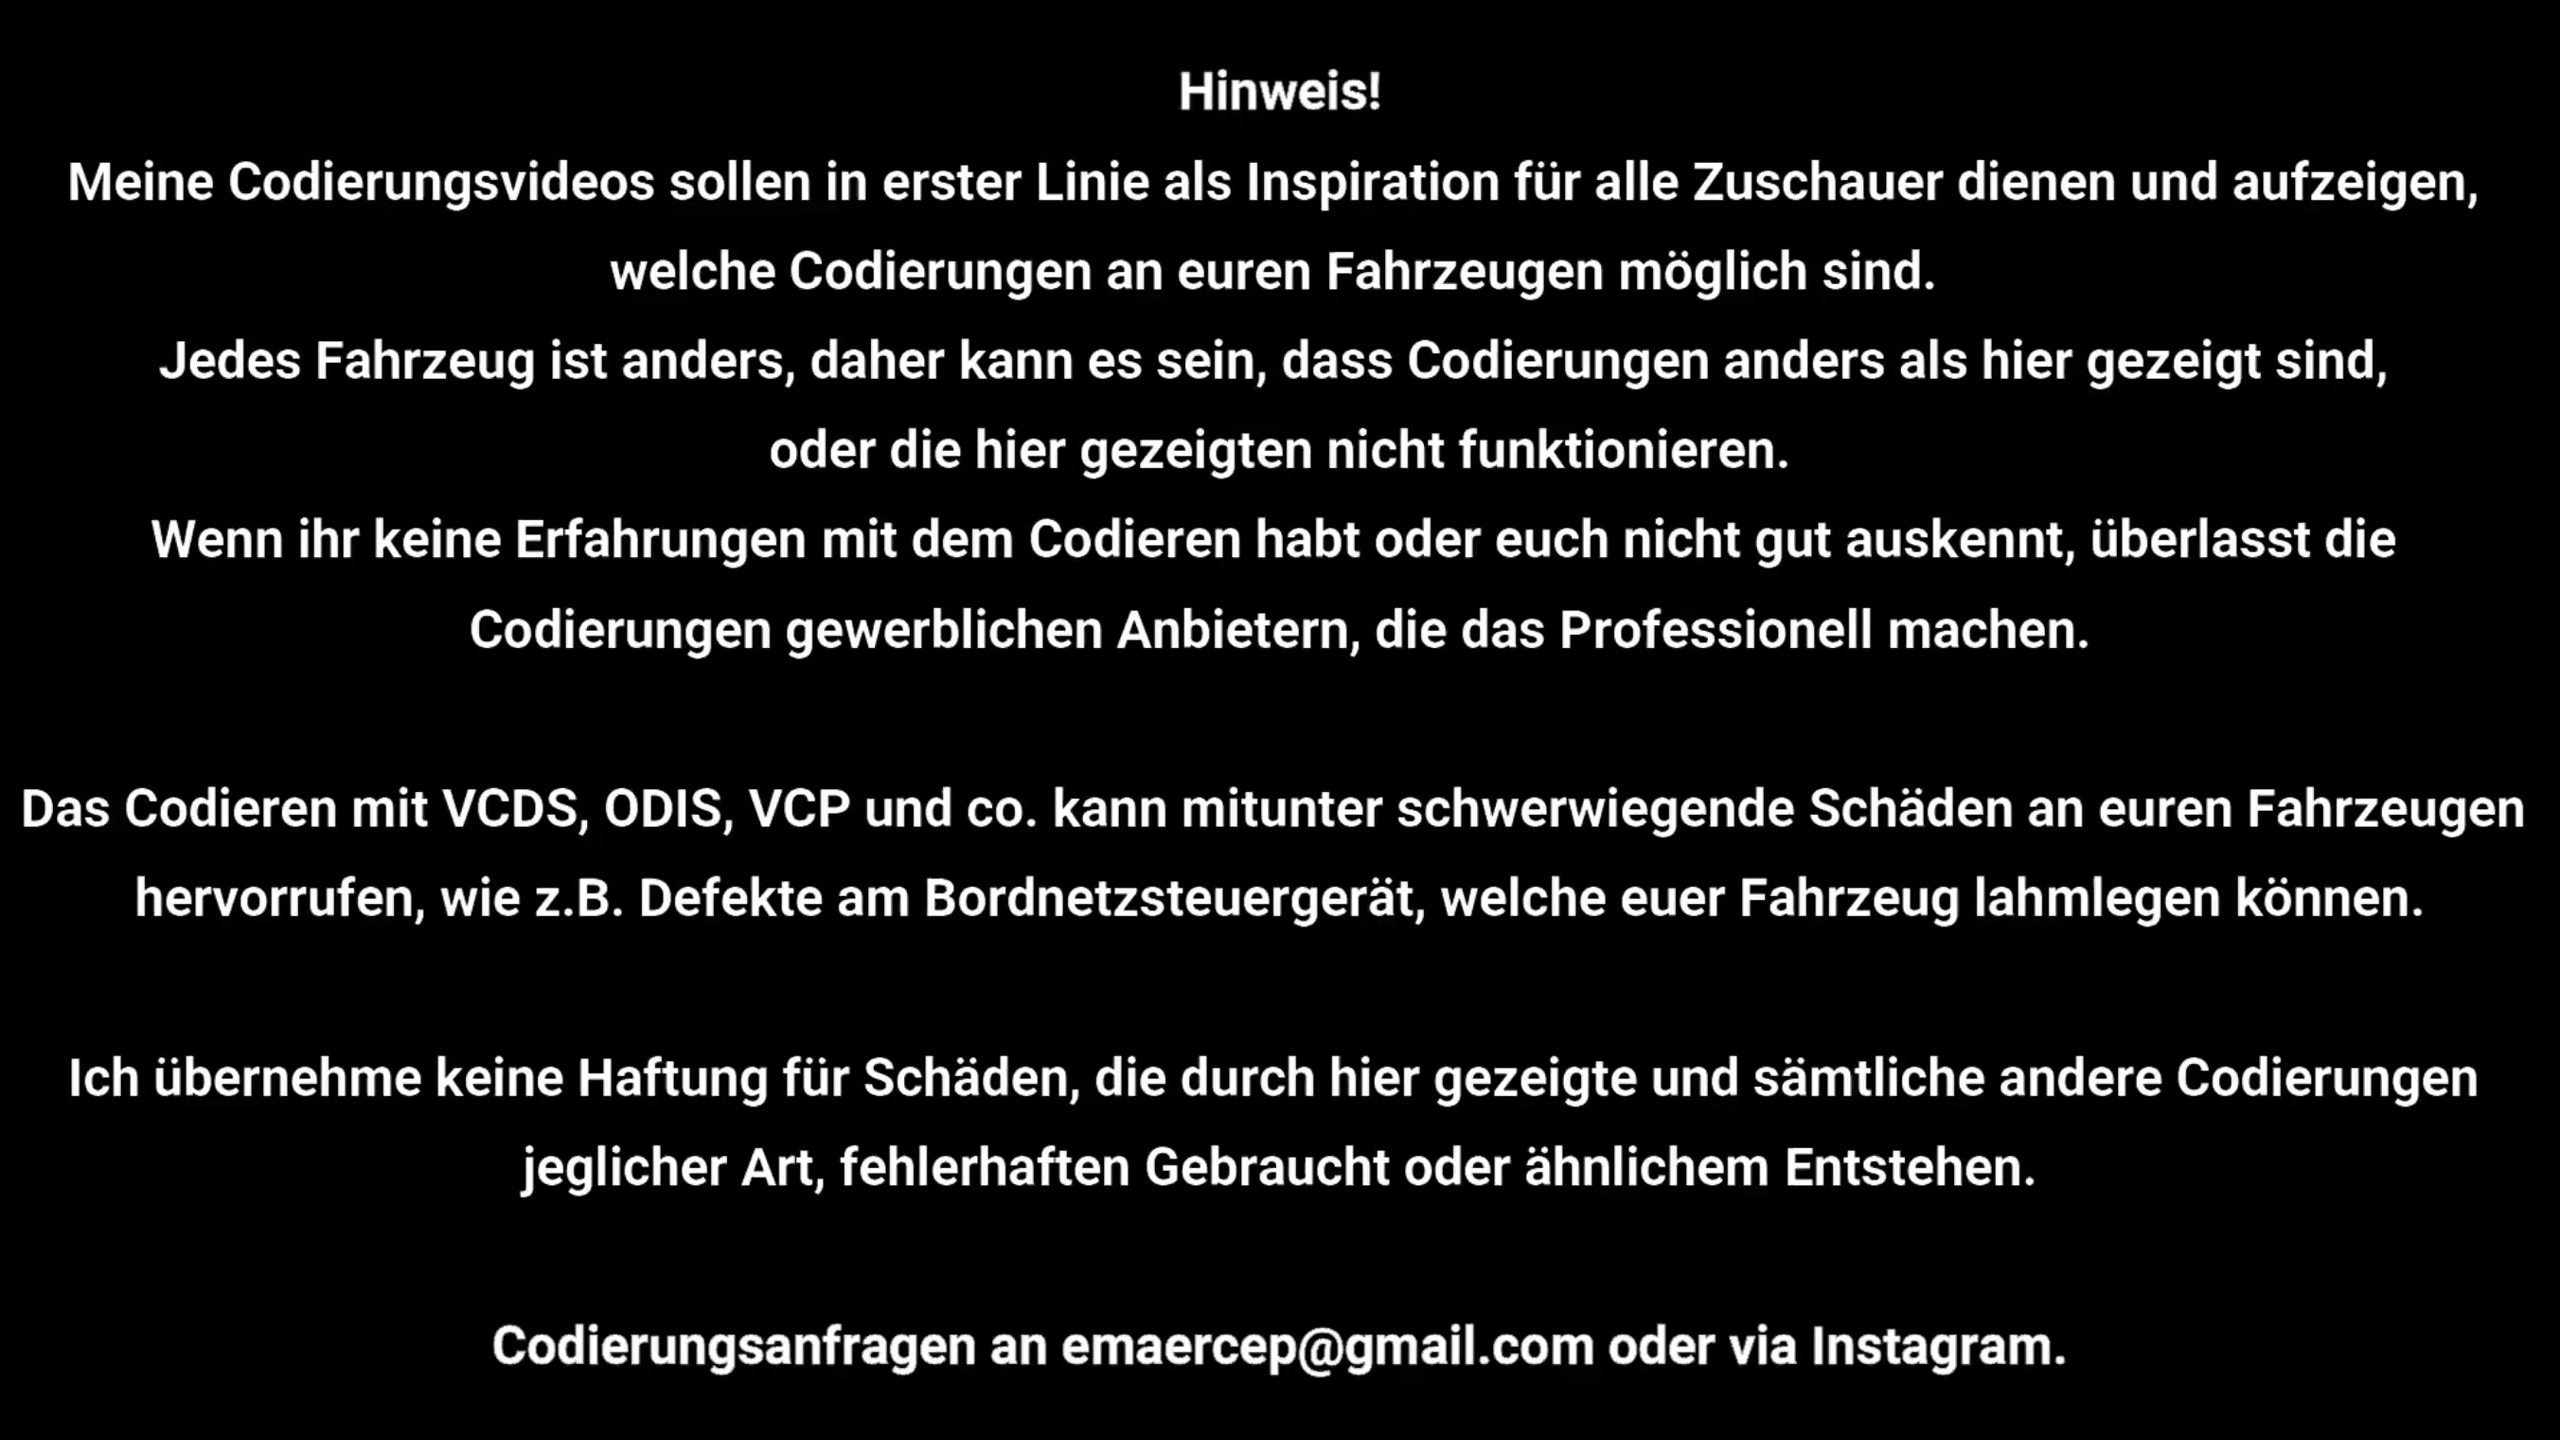 Hinweis!
Meine Codierungsvideos sollen in erster Linie als Inspiration für alle Zuschauer dienen und aufzeigen,
welche Codierungen an euren Fahrzeugen möglich sind.
Jedes Fahrzeug ist anders, daher kann es sein, dass Codierungen anders als hier gezeigt sind,
oder die hier gezeigten nicht funktionieren.
Wenn ihr keine Erfahrungen mit dem Codieren habt oder euch nicht gut auskennt, überlasst die
Codierungen gewerblichen Anbietern, die das Professionell machen.
Das Codieren mit VCDS, ODIS, VCP und co. kann mitunter schwerwiegende Schäden an euren Fahrzeugen
hervorrufen, wie z.B. Defekte am Bordnetzsteuergerät, welche euer Fahrzeug lahmlegen können.
Ich übernehme keine Haftung für Schäden, die durch hier gezeigte und sämtliche andere Codierungen
jeglicher Art, fehlerhaften Gebraucht oder ähnlichem Entstehen.
Codierungsanfragen an emaercep@gmail.com oder via Instagram.